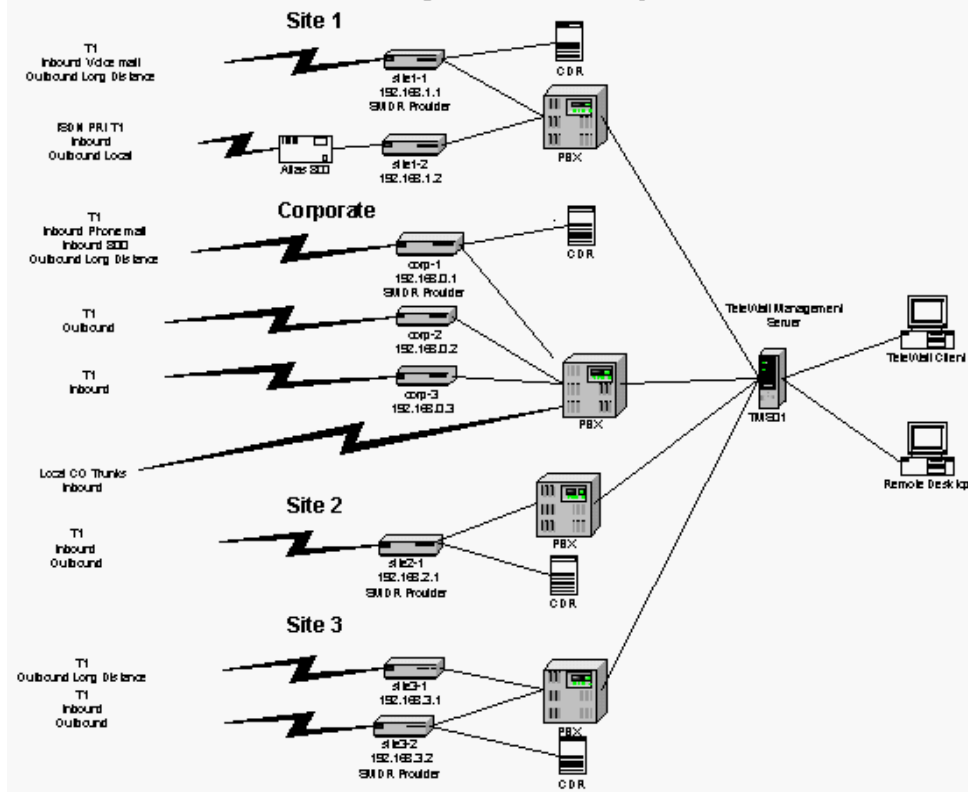 Site 1
T1
Inbound Voice mail
Outbound Long Distance
CDR
site1-1
192.168.1.1
SMDR Provider
ISDN PRI T1
Inbound
Outbound Local
Atlas 800
site1-2
192.168.1.2
PBX
Corporate
T1
Inbound Phone mail
Inbound 800
Outbound Long Distance
CDR
corp-1
192.168.0.1
SMDR Provider
T1
Outbound
corp-2
192.168.0.2
TeleWall Management
Server
TeleWall Client
T1
Inbound
corp-3
192.168.0.3
PBX
TMS01
Local CO Trunks
Inbound
Remote Desktop
Site 2
T1
Inbound
Outbound
PBX
site2-1
192.168.2.1
SMDR Provider
CDR
Site 3
T1
Outbound Long Distance
site3-1
192.168.3.1
T1
Inbound
Outbound
PBX
site3-2
192.168.3.2
SMDR Provider
CDR